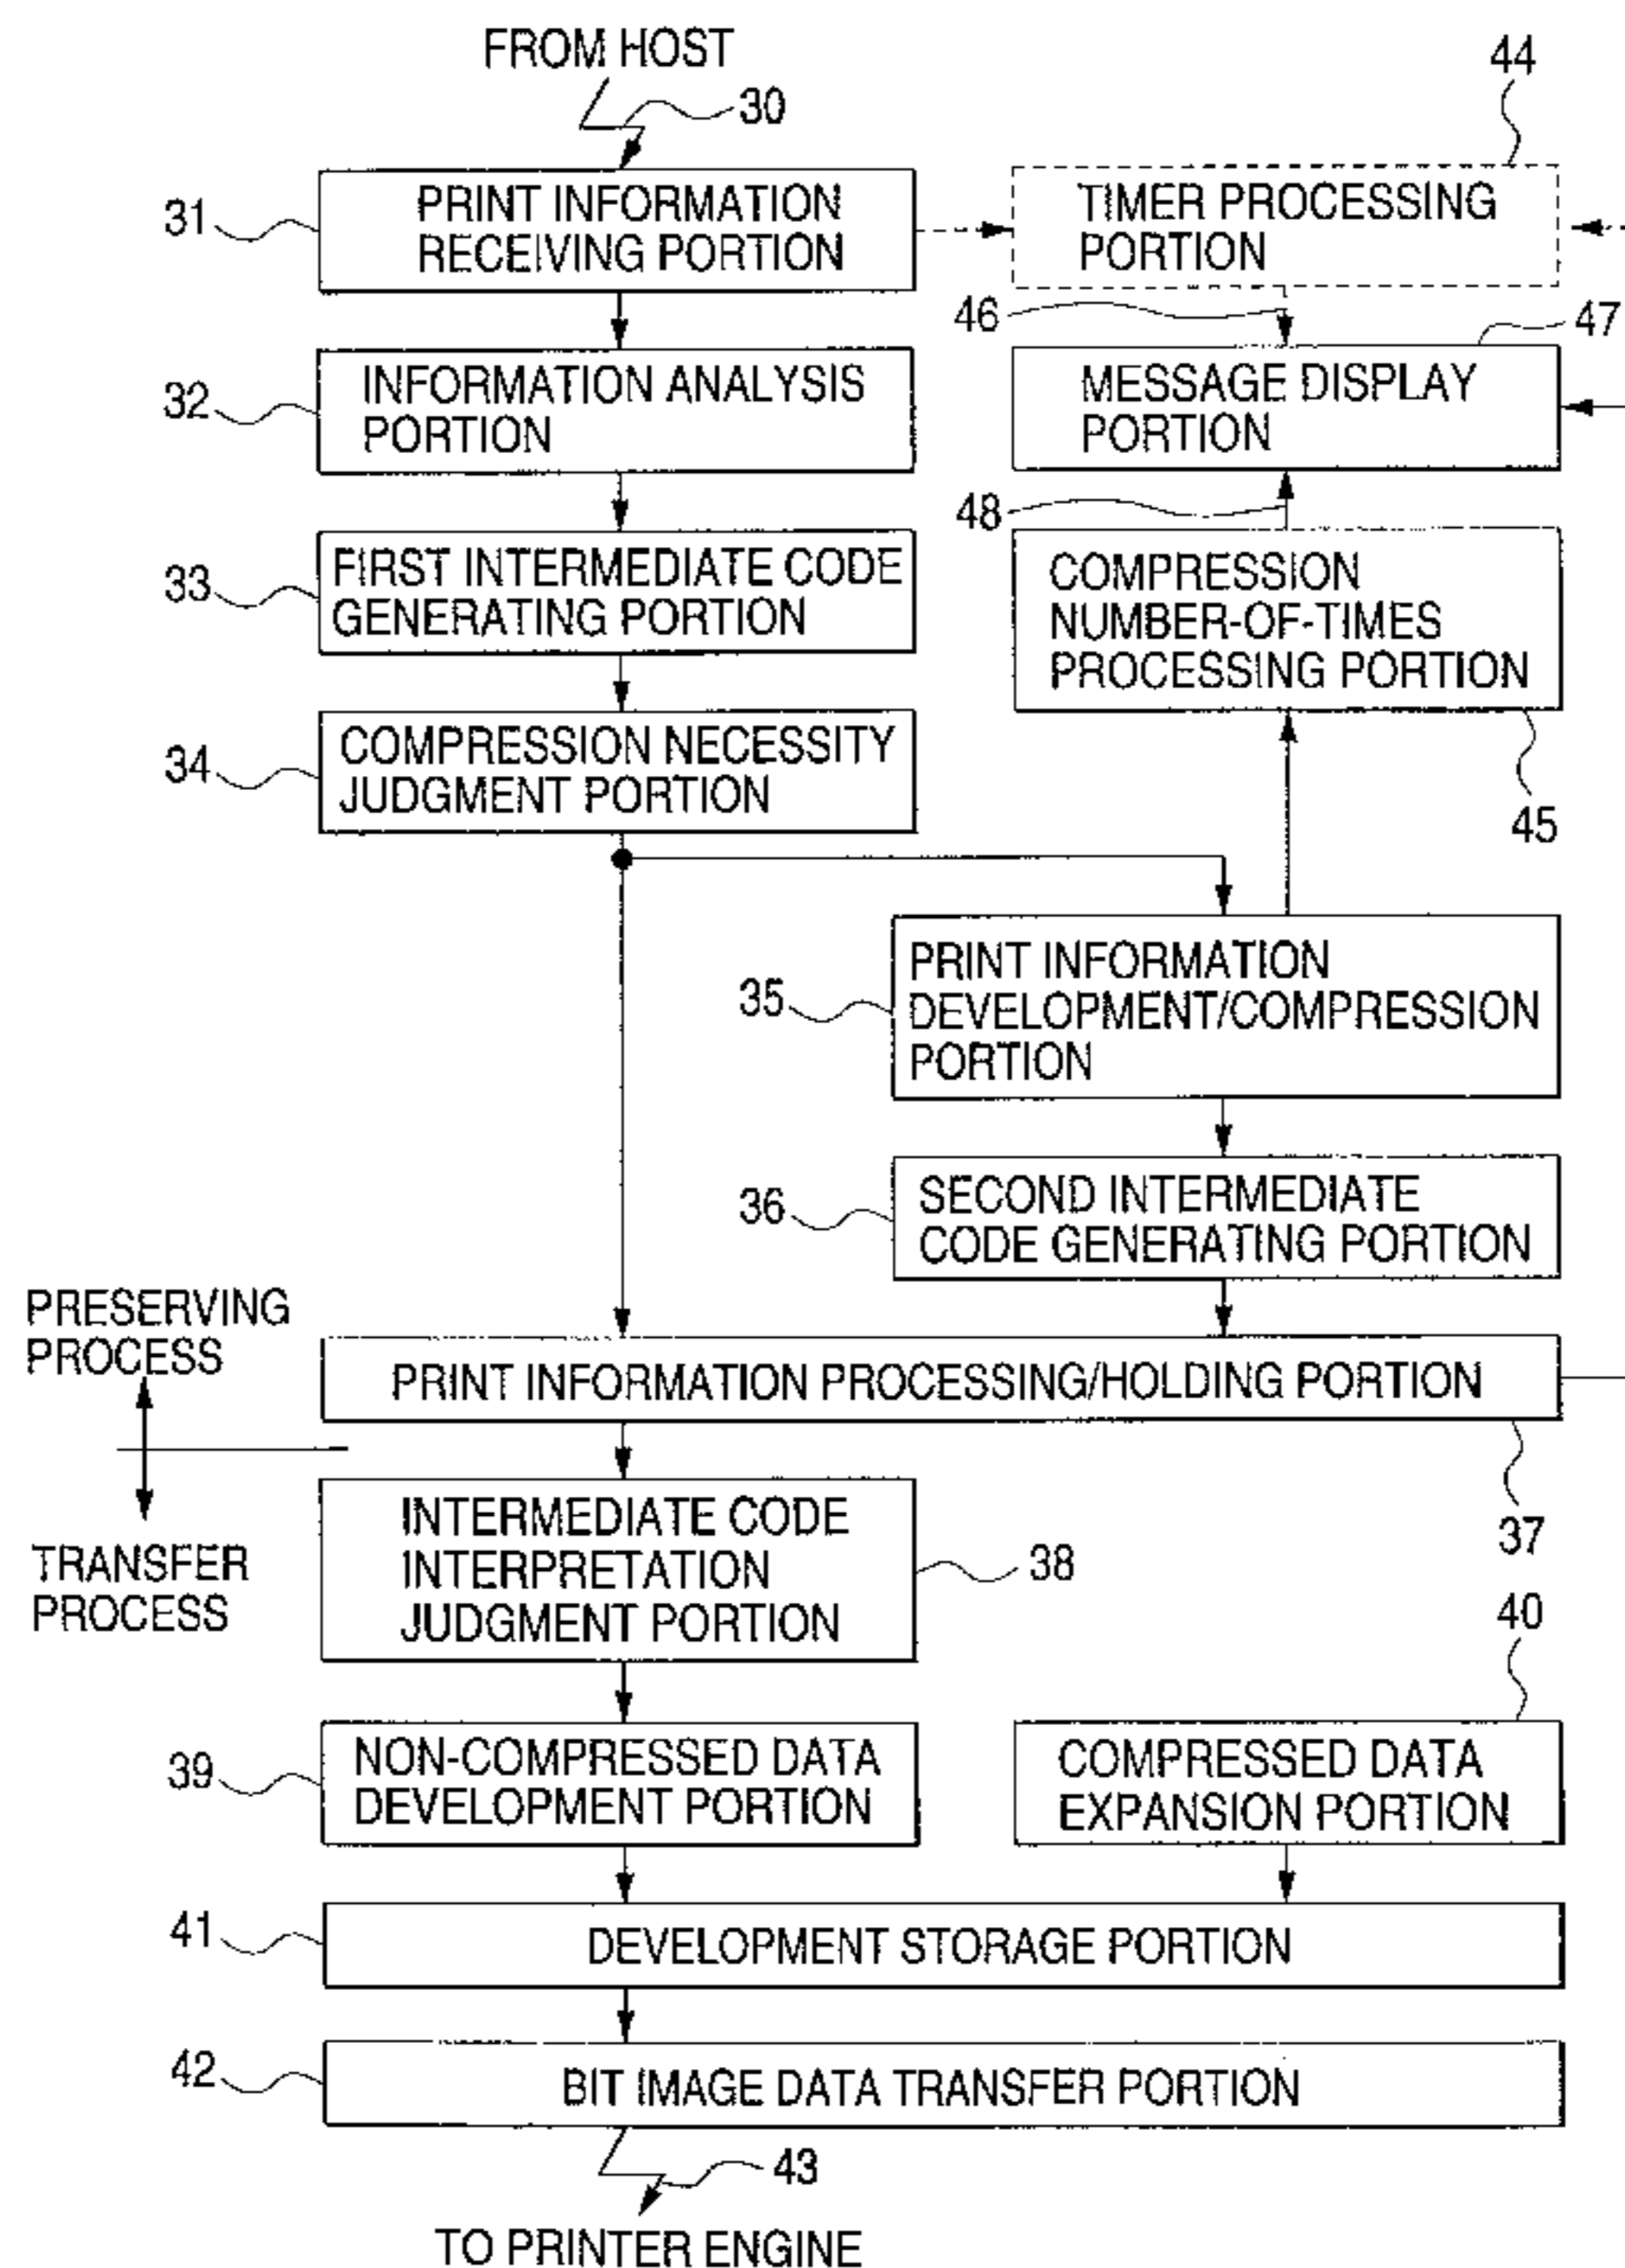 FROM HOST
30
44
31
PRINT INFORMATION
RECEIVING PORTION
TIMER PROCESSING
PORTION
46
47
32
INFORMATION ANALYSIS
PORTION
MESSAGE DISPLAY
PORTION
48
33
FIRST INTERMEDIATE CODE
GENERATING PORTION
COMPRESSION
NUMBER-OF-TIMES
PROCESSING PORTION
34
COMPRESSION NECESSITY
JUDGMENT PORTION
45
35
PRINT INFORMATION
DEVELOPMENT/COMPRESSION
PORTION
36
SECOND INTERMEDIATE
CODE GENERATING PORTION
PRESERVING
PROCESS
PRINT INFORMATION PROCESSING/HOLDING PORTION
37
TRANSFER
PROCESS
INTERMEDIATE CODE
INTERPRETATION
JUDGMENT PORTION
38
40
39
NON-COMPRESSED DATA
DEVELOPMENT PORTION
COMPRESSED DATA
EXPANSION PORTION
41
DEVELOPMENT STORAGE PORTION
42
BIT IMAGE DATA TRANSFER PORTION
43
TO PRINTER ENGINE